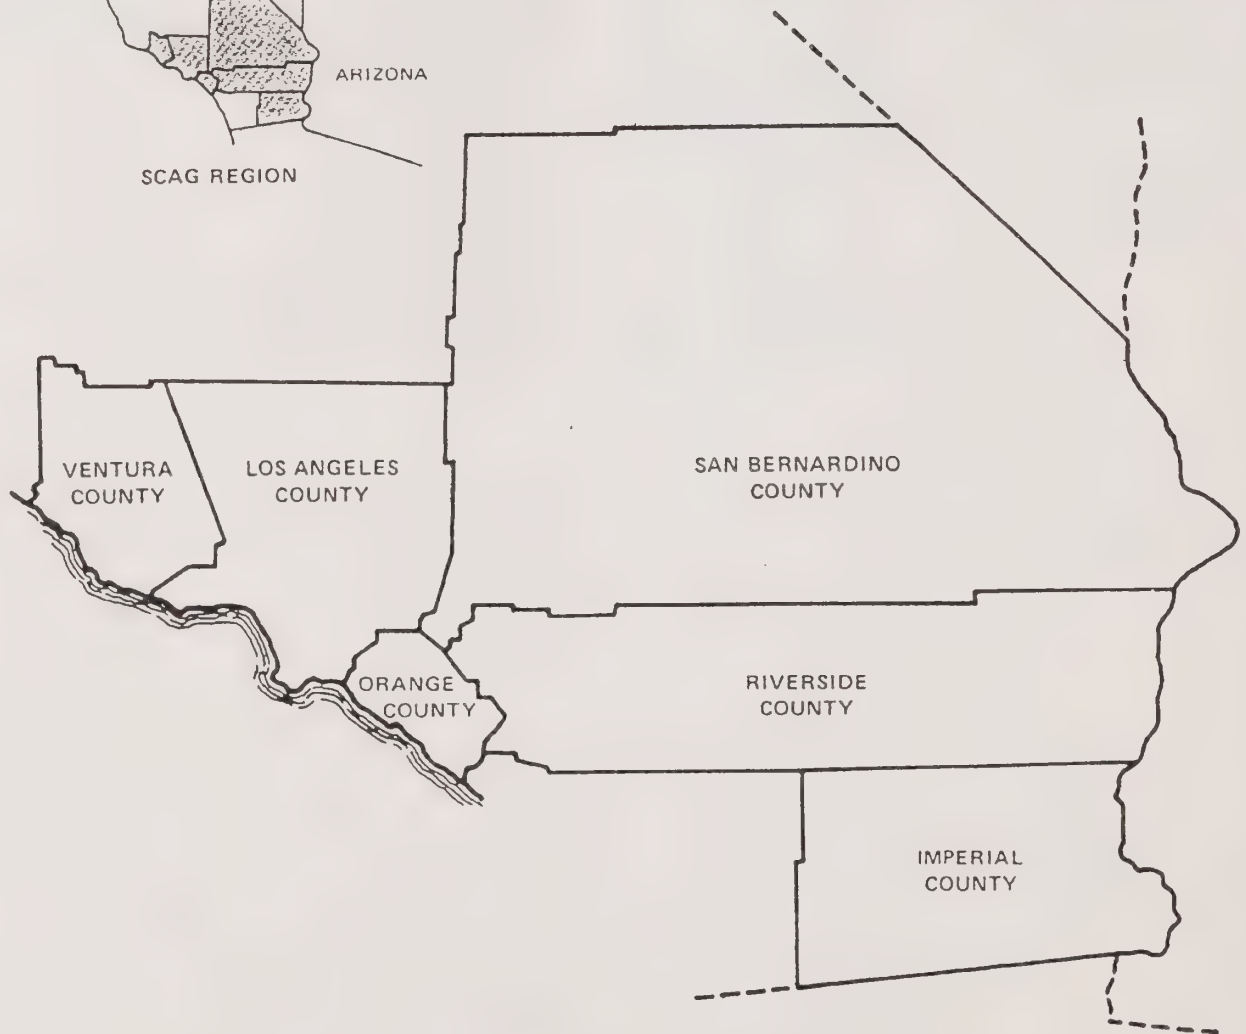 ARIZONA
SCAG REGION
VENTURA
COUNTY
LOS ANGELES
COUNTY
SAN BERNARDINO
COUNTY
ORANGE
COUNTY
RIVERSIDE
COUNTY
IMPERIAL
COUNTY